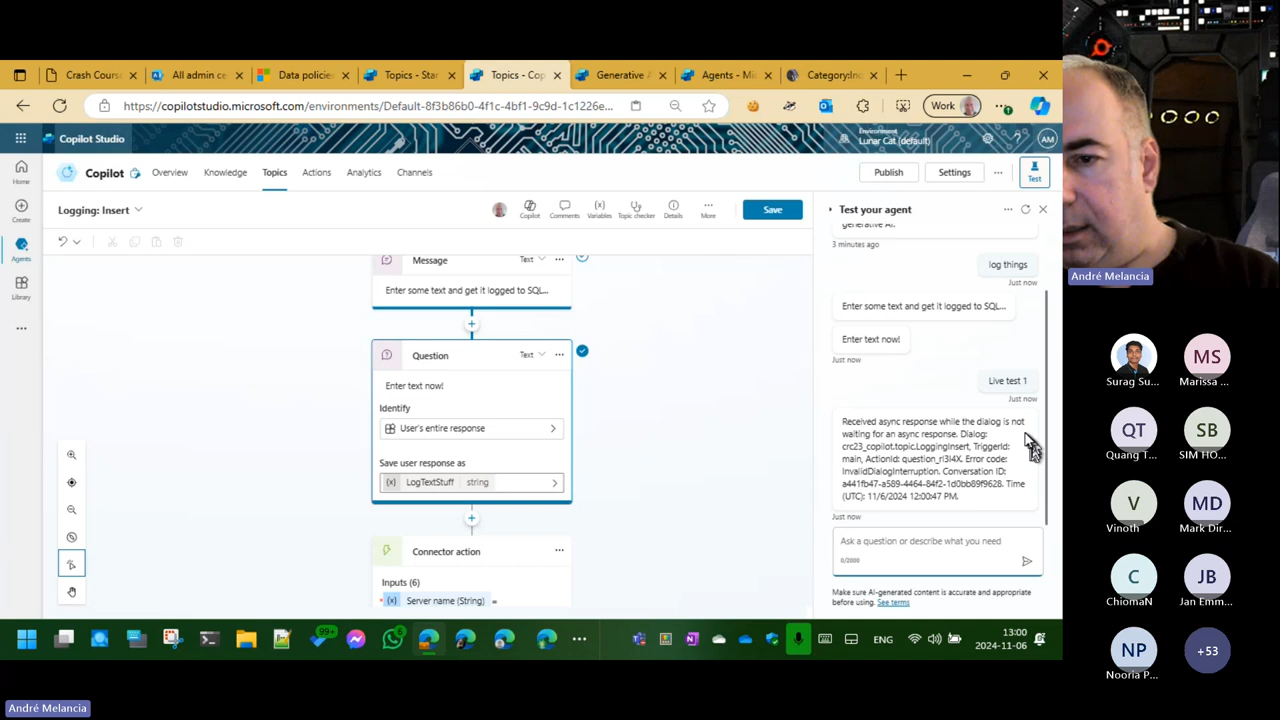 Crash Course
All admin ce
Data policies
Topics - Star
Topics - Cop
Generative A
Agents - Mi
Category:Inc
https://copilotstudio.microsoft.com/environments/Default-8f3b86b0-4f1c-4bf1-9c9d-1c1226e...
Work
Copilot Studio
Environment
Lunar Cat (default)
AM
Home
Create
Agents
Library
Copilot
Overview
Knowledge
Topics
Actions
Analytics
Channels
Publish
Settings
Test
Logging: Insert
Copilot
Comments
Variables
Topic checker
Details
More
Save
Message
Text
Enter some text and get it logged to SQL...
Question
Text
Enter text now!
Identify
User's entire response
Save user response as
{x} LogTextStuff string
Connector action
Inputs (6)
* {x} Server name (String) =
Test your agent
generative AI.
3 minutes ago
log things
Just now
Enter some text and get it logged to SQL...
Enter text now!
Just now
Live test 1
Just now
Received async response while the dialog is not
waiting for an async response. Dialog:
crc23_copilot.topic.LoggingInsert, TriggerId:
main, ActionId: question_rI3I4X. Error code:
InvalidDialogInterruption. Conversation ID:
a441fb47-a589-4464-84f2-1d0bb89f9628. Time
(UTC): 11/6/2024 12:00:47 PM.
Just now
Ask a question or describe what you need
0/2000
Make sure AI-generated content is accurate and appropriate
before using. See terms
99+
6
ENG
13:00
2024-11-06
André Melancia
Surag Su...
MS
Marissa ...
QT
Quang T...
SB
SIM HO...
V
Vinoth
MD
Mark Dir...
C
ChiomaN
JB
Jan Emm...
NP
Nooria P...
+53
André Melancia